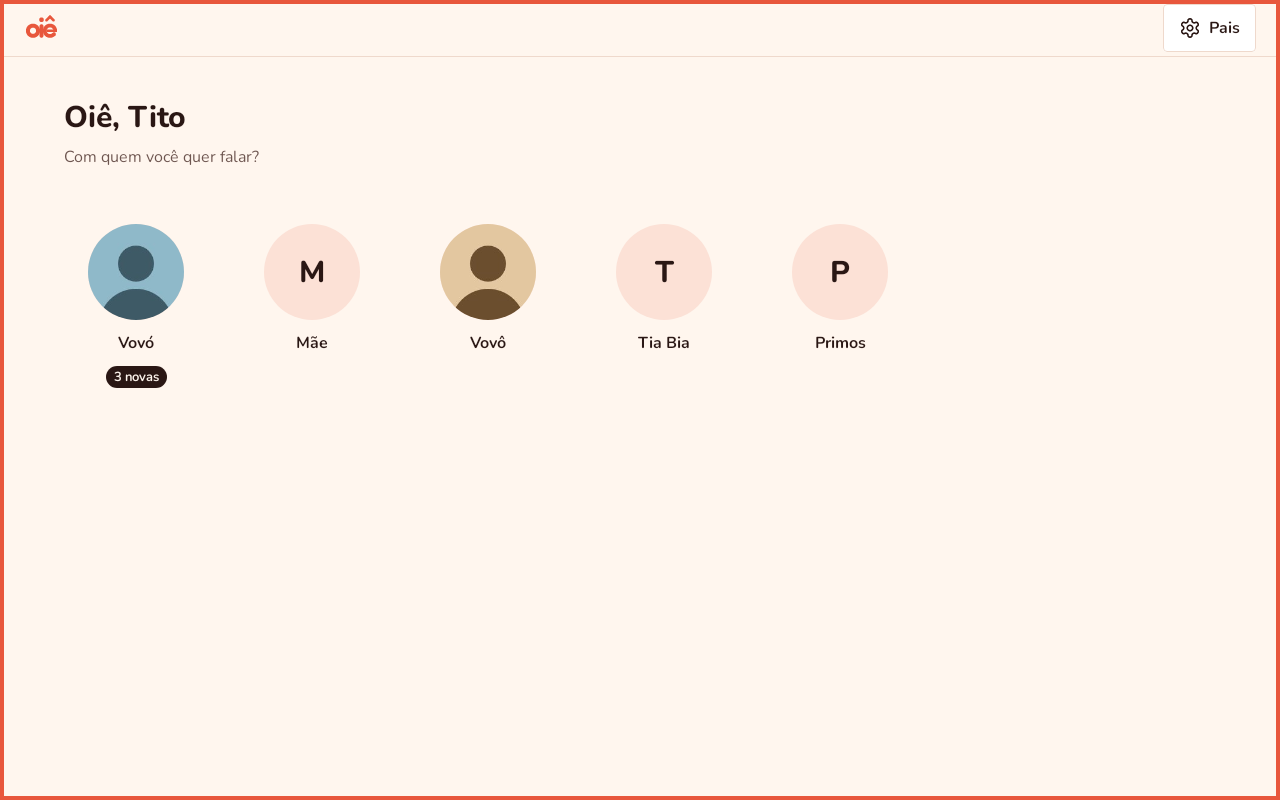 oiê
Pais
Oiê, Tito
Com quem você quer falar?
M
T
P
Vovó
Mãe
Vovô
Tia Bia
Primos
3 novas